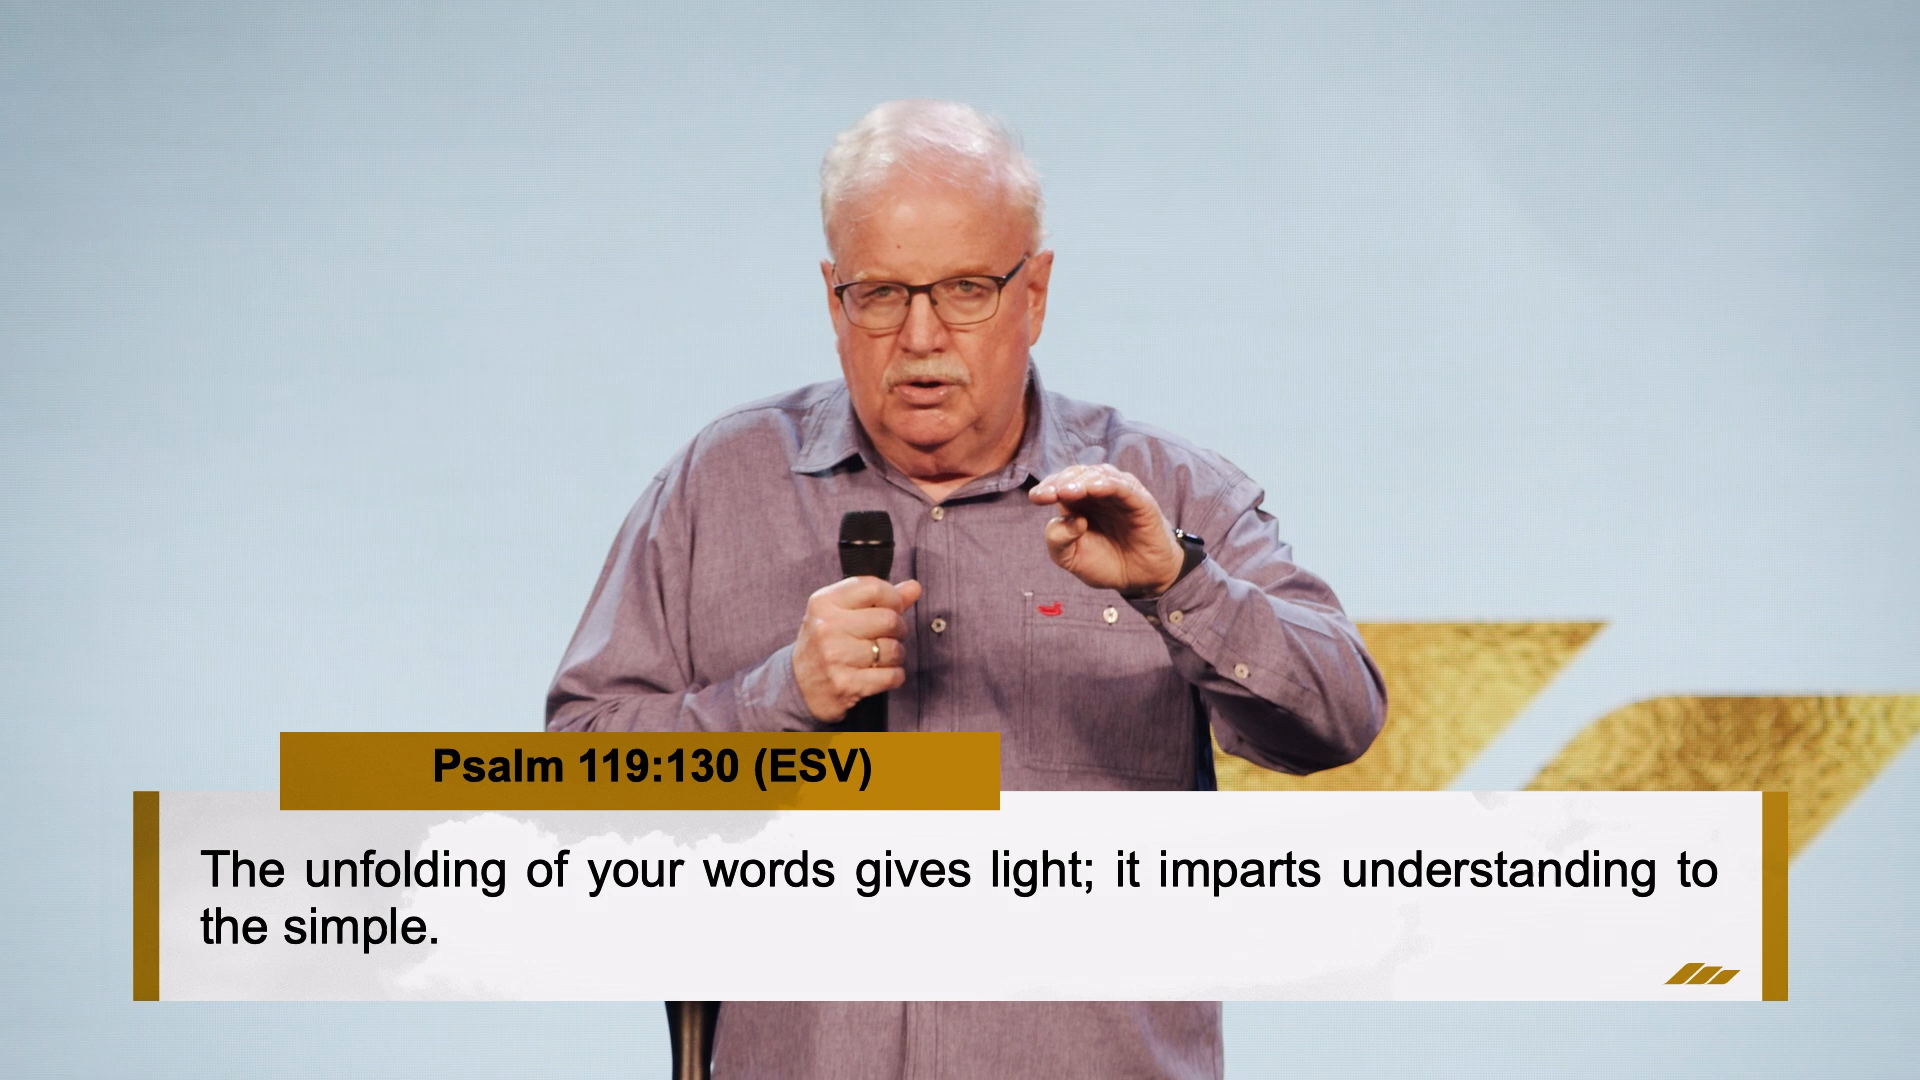 Psalm 119:130 (ESV)
The unfolding of your words gives light; it imparts understanding to
the simple.